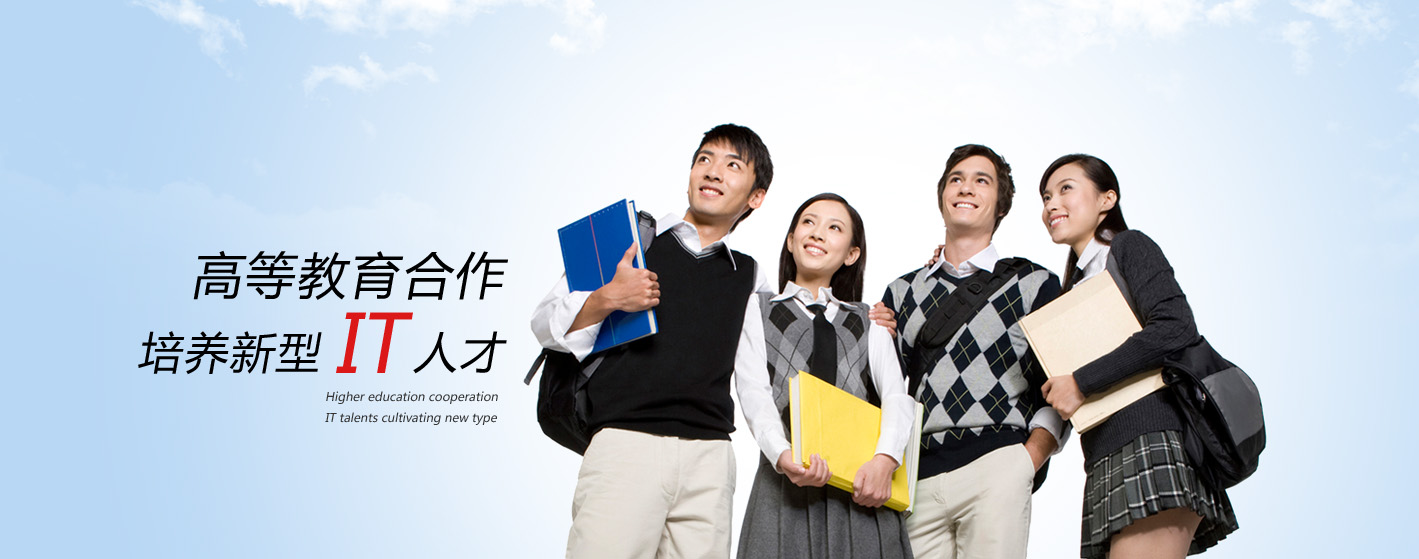 高等教育合作
培养新型 IT 人才
Higher education cooperation
IT talents cultivating new type